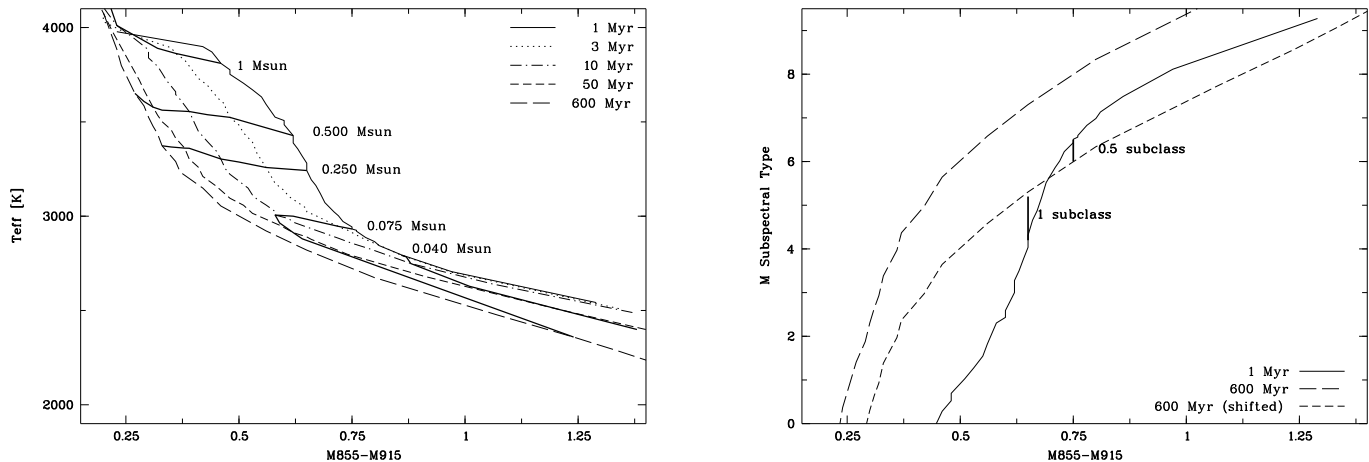 4000
3000
2000
Teff [K]
0.25
0.5
0.75
1
1.25
M855-M915
1 Myr
3 Myr
10 Myr
50 Myr
600 Myr
1 Msun
0.500 Msun
0.250 Msun
0.075 Msun
0.040 Msun
8
6
4
2
0
M Subspectral Type
0.25
0.5
0.75
1
1.25
M855-M915
0.5 subclass
1 subclass
1 Myr
600 Myr
600 Myr (shifted)